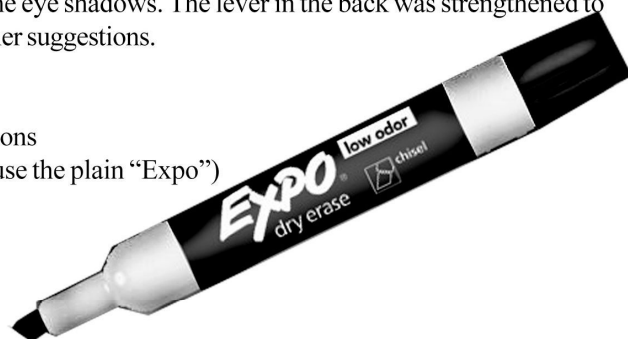 ne eye shadows. The lever in the back was strengthened to
er suggestions.
ons
use the plain “Expo”)
low odor
EXPO
chisel
dry erase